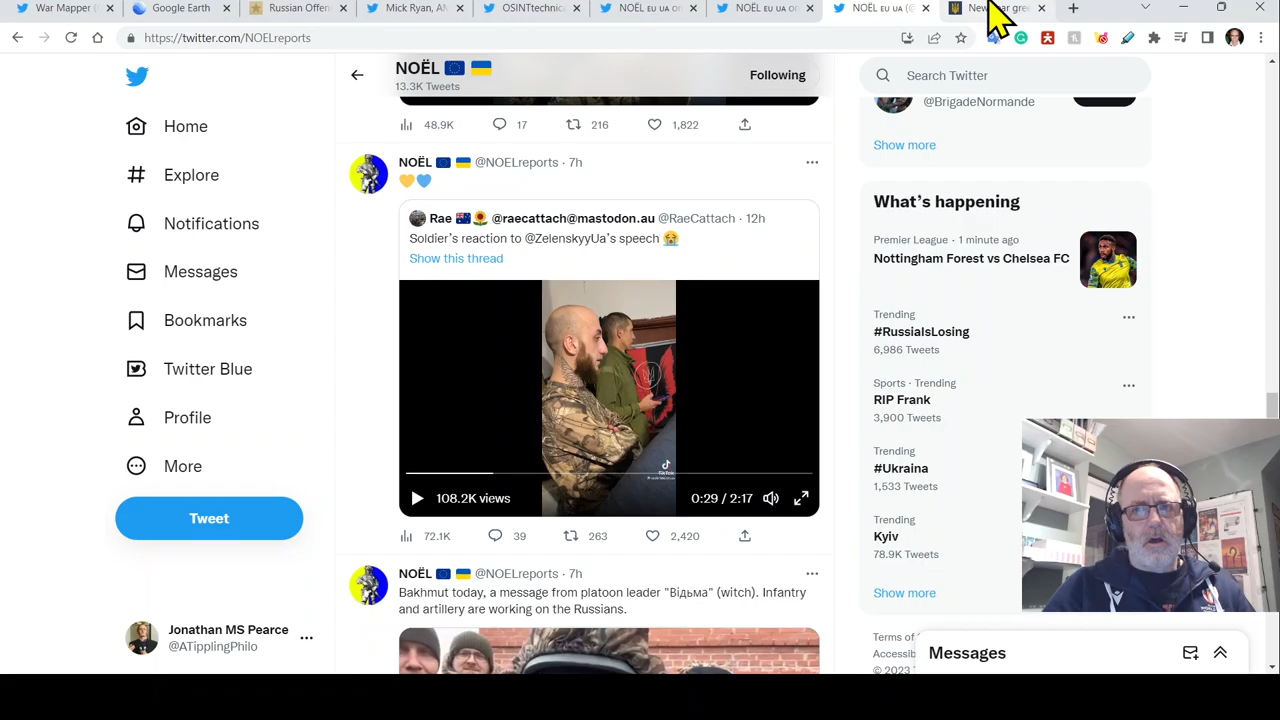 War Mapper (
Google Earth
Russian Offen
Mick Ryan, AM
OSINTtechnic
NOËL EU UA on
NOËL EU UA on
NOËL EU UA (@
https://twitter.com/NOELreports
NOËL
13.3K Tweets
Following
Search Twitter
Home
Explore
Notifications
Messages
Bookmarks
Twitter Blue
Profile
More
Tweet
Jonathan MS Pearce
@ATipplingPhilo
48.9K 17 216 1,822
NOËL @NOELreports · 7h
Rae @raecattach@mastodon.au @RaeCattach · 12h
Soldier's reaction to @ZelenskyyUa's speech
Show this thread
TikTok
108.2K views 0:29 / 2:17
72.1K 39 263 2,420
NOËL @NOELreports · 7h
Bakhmut today, a message from platoon leader "Відьма" (witch). Infantry
and artillery are working on the Russians.
@BrigadeNormande
Show more
What's happening
Premier League · 1 minute ago
Nottingham Forest vs Chelsea FC
Trending
#RussiaIsLosing
6,986 Tweets
Sports · Trending
RIP Frank
3,900 Tweets
Trending
#Ukraina
1,533 Tweets
Trending
Kyiv
78.9K Tweets
Show more
Terms of
Accessib
© 2023
Messages